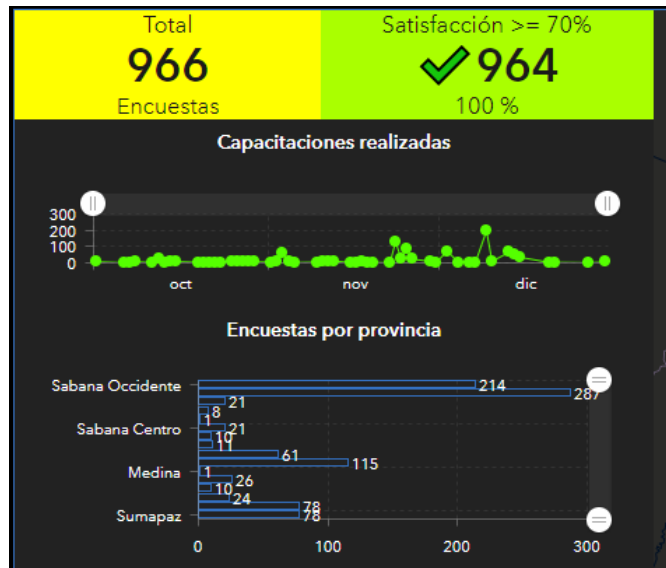 Total
966
Encuestas
Satisfacción >= 70%
964
100 %
Capacitaciones realizadas
300
200
100
0
oct nov dic
Encuestas por provincia
Sabana Occidente 214
287
21
8
1
Sabana Centro 21
10
11
61
115
Medina 1
26
10
24
78
Sumapaz 78
0 100 200 300